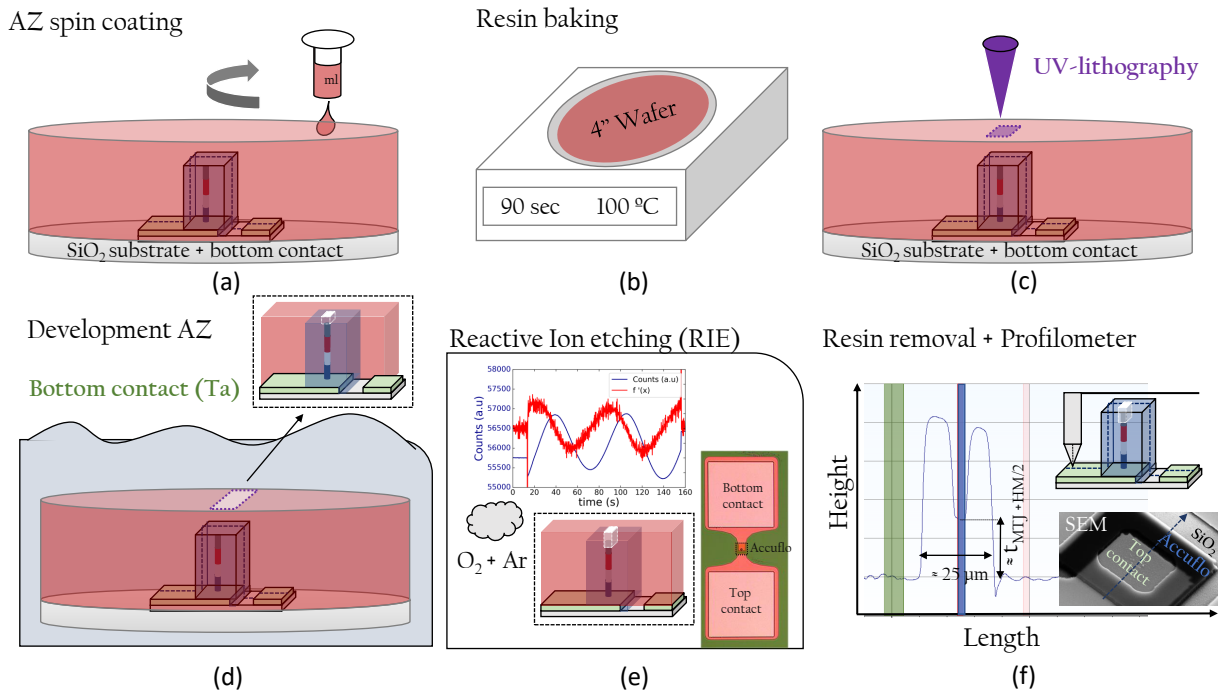 AZ spin coating
ml
SiO₂ substrate + bottom contact
(a)
Resin baking
4” Wafer
90 sec 100 ºC
(b)
UV-lithography
SiO₂ substrate + bottom contact
(c)
Development AZ
Bottom contact (Ta)
(d)
Reactive Ion etching (RIE)
58000
57000
56500
56000
55500
55000
Counts (a.u)
Counts (a.u)
f '(x)
0 20 40 60 80 100 120 140 160
time (s)
O₂ + Ar
Bottom
contact
Accuflo
Top
contact
(e)
Resin removal + Profilometer
Height
≈ t MTJ +HM/2
≈ 25 µm
SEM
SiO₂
Accuflo
Top
contact
Length
(f)